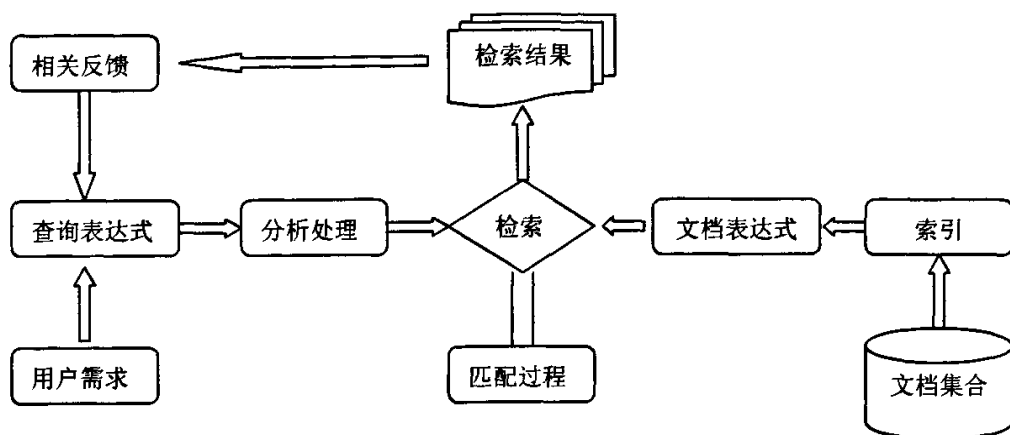 相关反馈
检索结果
查询表达式
分析处理
检索
文档表达式
索引
用户需求
匹配过程
文档集合